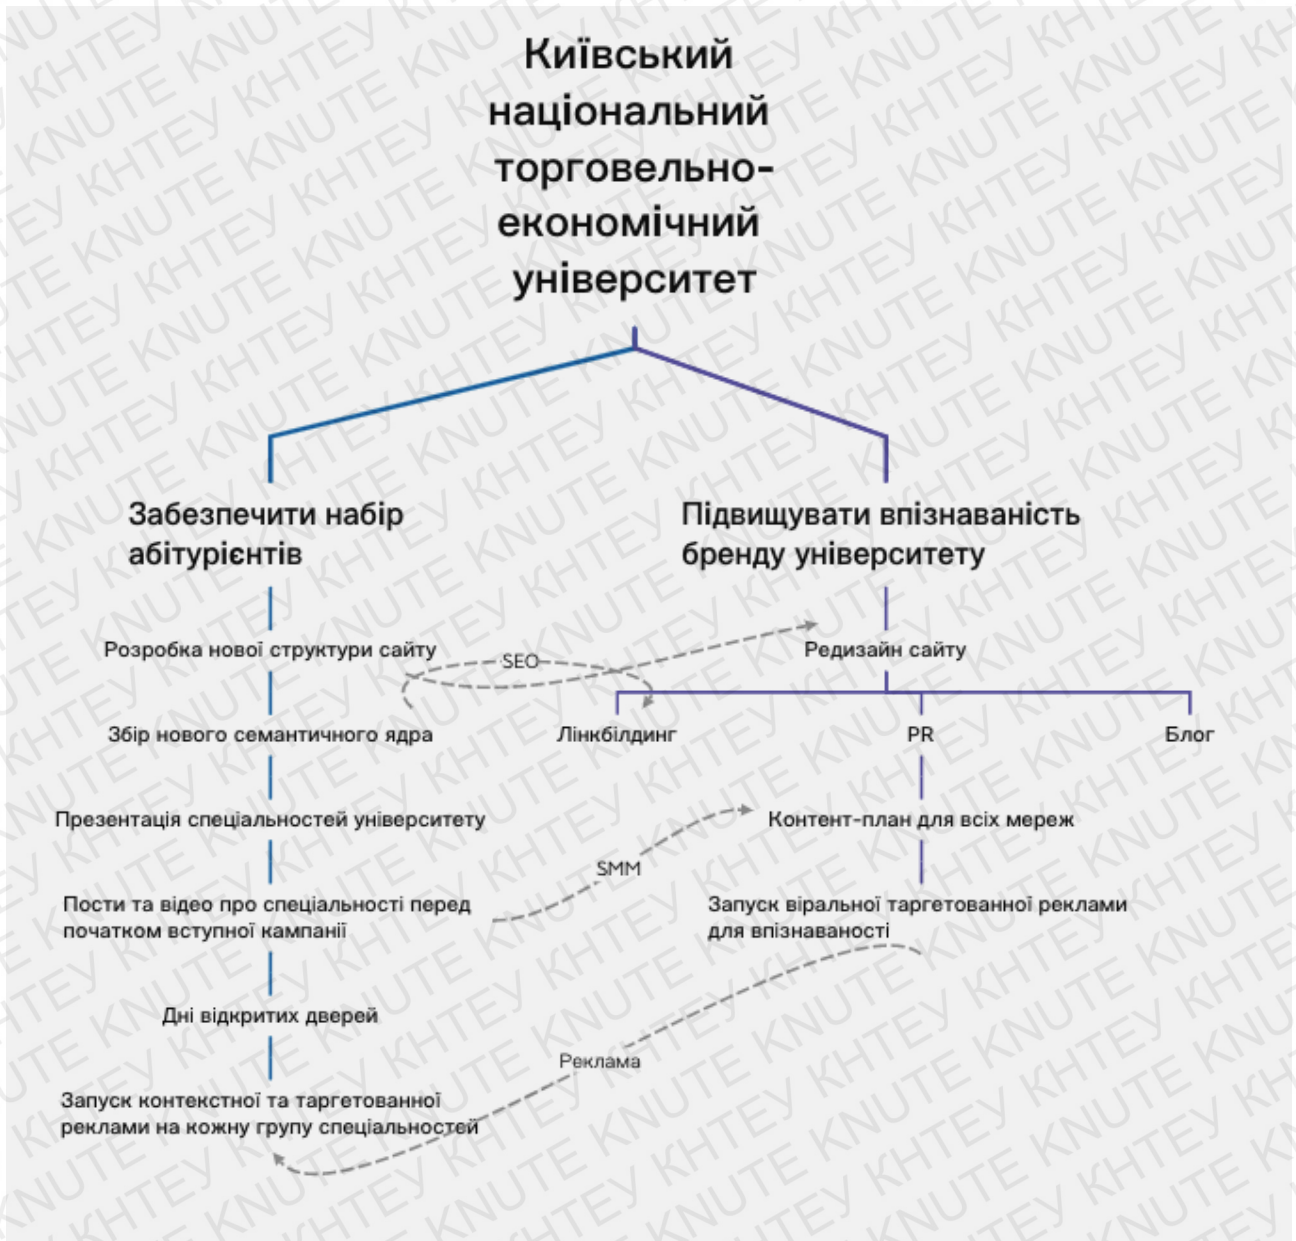 Київський
національний
торговельно-
економічний
університет
Забезпечити набір
абітурієнтів
Підвищувати впізнаваність
бренду університету
Розробка нової структури сайту
SEO
Редизайн сайту
Збір нового семантичного ядра
Лінкбілдинг
PR
Блог
Презентація спеціальностей університету
Контент-план для всіх мереж
SMM
Пости та відео про спеціальності перед
початком вступної кампанії
Запуск віральної таргетованної реклами
для впізнаваності
Дні відкритих дверей
Реклама
Запуск контекстної та таргетованної
реклами на кожну групу спеціальностей
КНТЕУ KNUTE